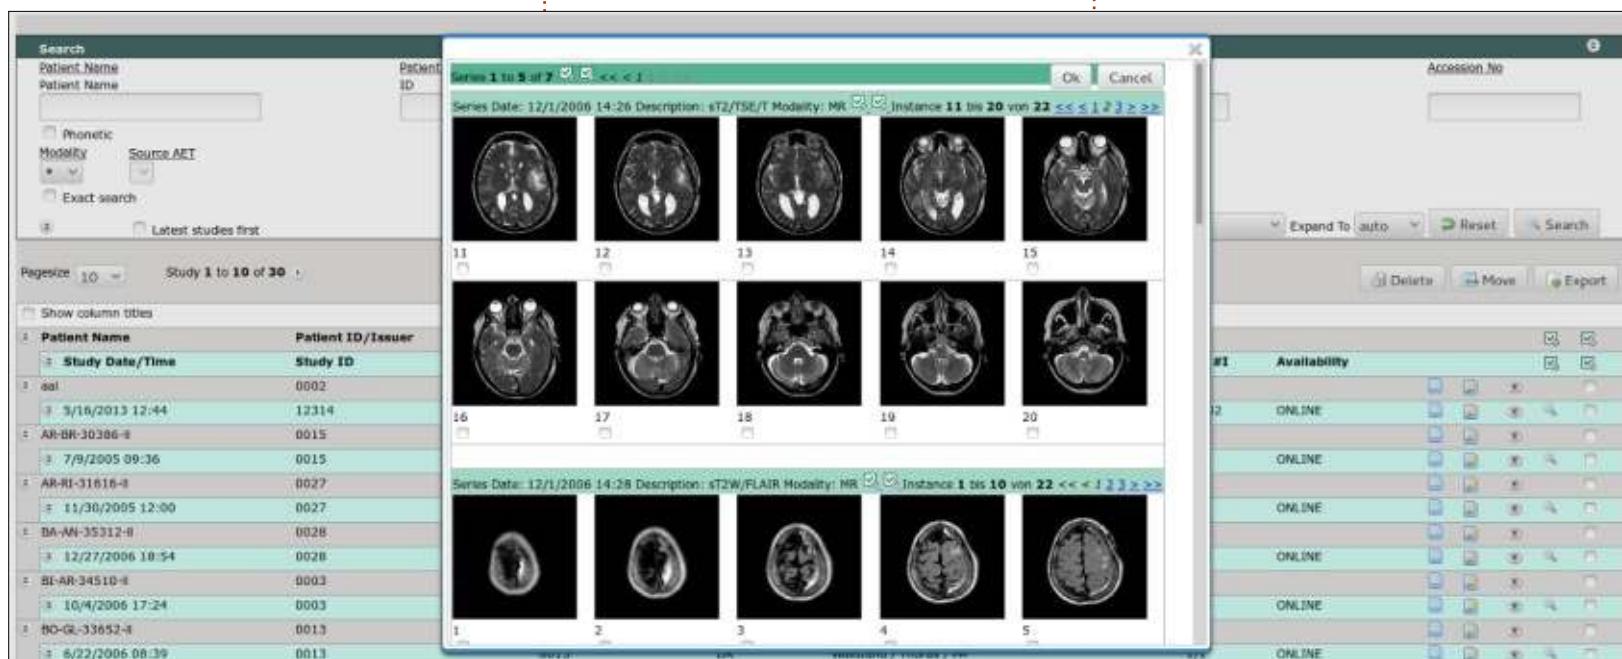 Search
Patient Name
Patient Name
Patient
ID
Accession No
Phonetic
Modality Source AET
*
Exact search
Latest studies first
Expand To auto Reset Search
Pagesize 10 Study 1 to 10 of 30
Delete Move Export
Show column titles
Patient Name Patient ID/Issuer
Study Date/Time Study ID #I Availability
0002
5/16/2013 12:44 12314 ONLINE
AR-BR-30386-II 0015
7/9/2005 09:36 0015 ONLINE
AR-RI-31616-II 0027
11/30/2005 12:00 0027 ONLINE
BA-AN-35312-II 0028
12/27/2006 18:54 0028 ONLINE
BI-AR-34510-II 0003
10/4/2006 17:24 0003 ONLINE
BO-GL-33652-II 0013
6/22/2006 08:39 0013 ONLINE
Series 1 to 5 of 7 << < 1
Ok Cancel
Series Date: 12/1/2006 14:26 Description: sT2/TSE/T Modality: MR Instance 11 bis 20 von 22 << < 1 2 3 > >>
11 12 13 14 15
16 17 18 19 20
Series Date: 12/1/2006 14:28 Description: sT2W/FLAIR Modality: MR Instance 1 bis 10 von 22 << < 1 2 3 > >>
1 2 3 4 5